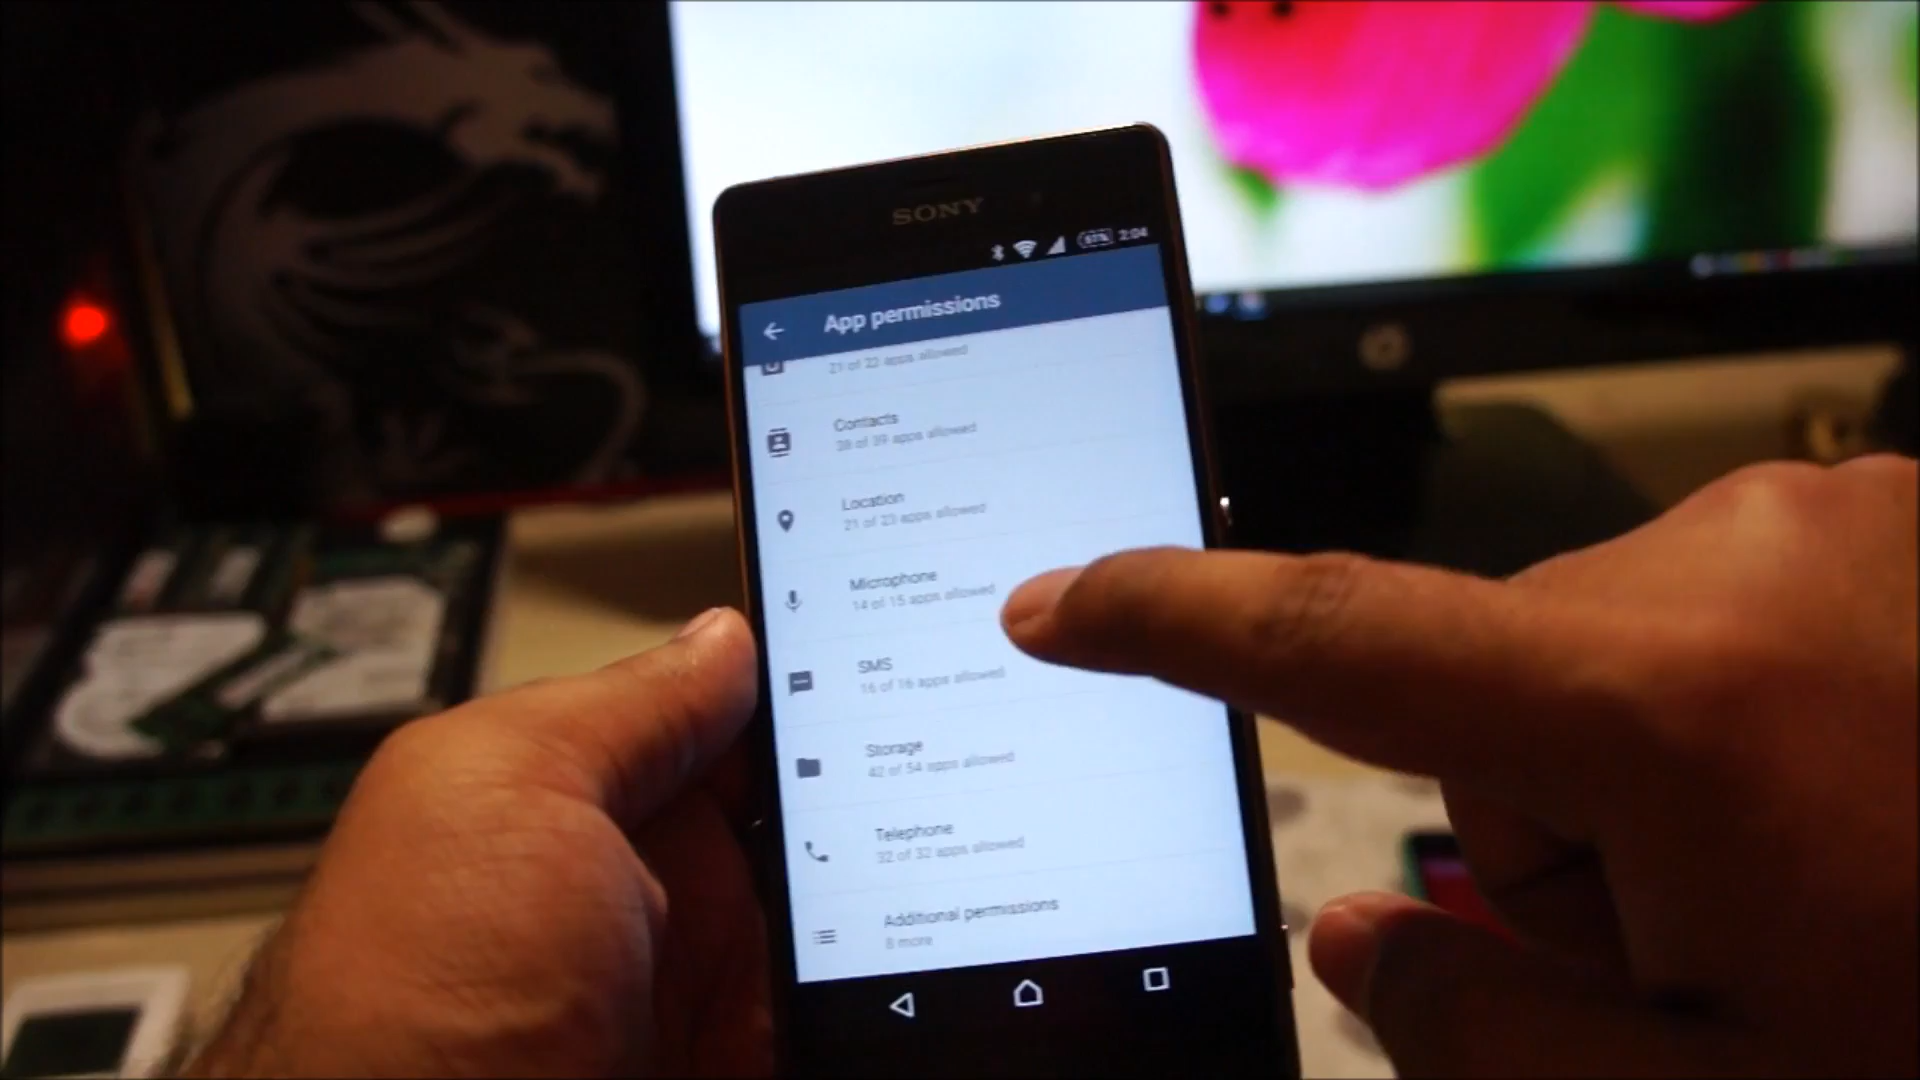 SONY
67% 2:04
App permissions
21 of 22 apps allowed
Contacts
38 of 39 apps allowed
Location
21 of 23 apps allowed
Microphone
14 of 15 apps allowed
SMS
16 of 16 apps allowed
Storage
42 of 54 apps allowed
Telephone
32 of 32 apps allowed
Additional permissions
8 more